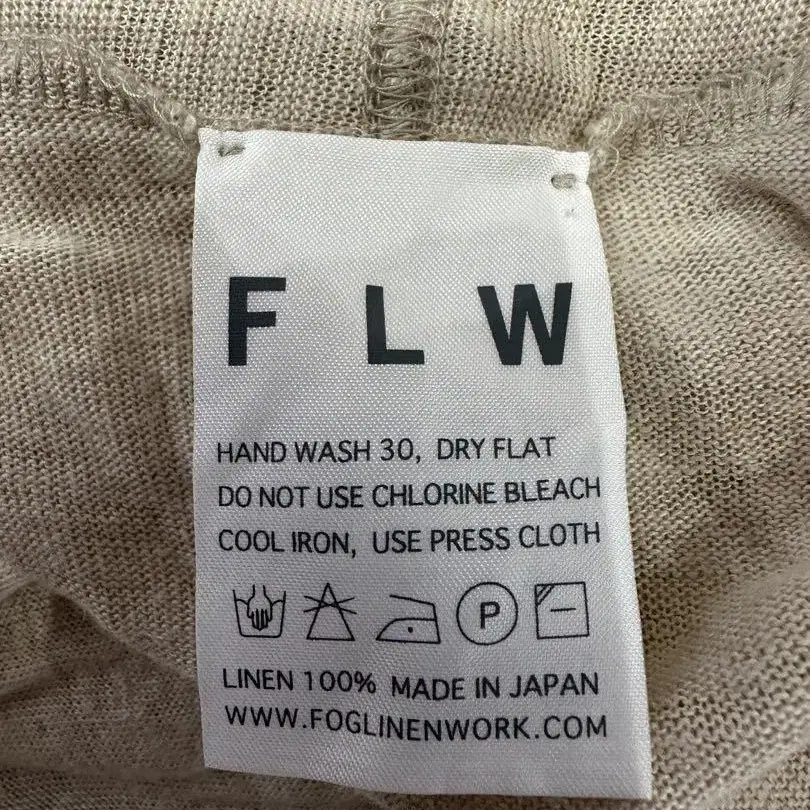 F L W
HAND WASH 30, DRY FLAT
DO NOT USE CHLORINE BLEACH
COOL IRON, USE PRESS CLOTH
P
LINEN 100% MADE IN JAPAN
WWW.FOGLINENWORK.COM